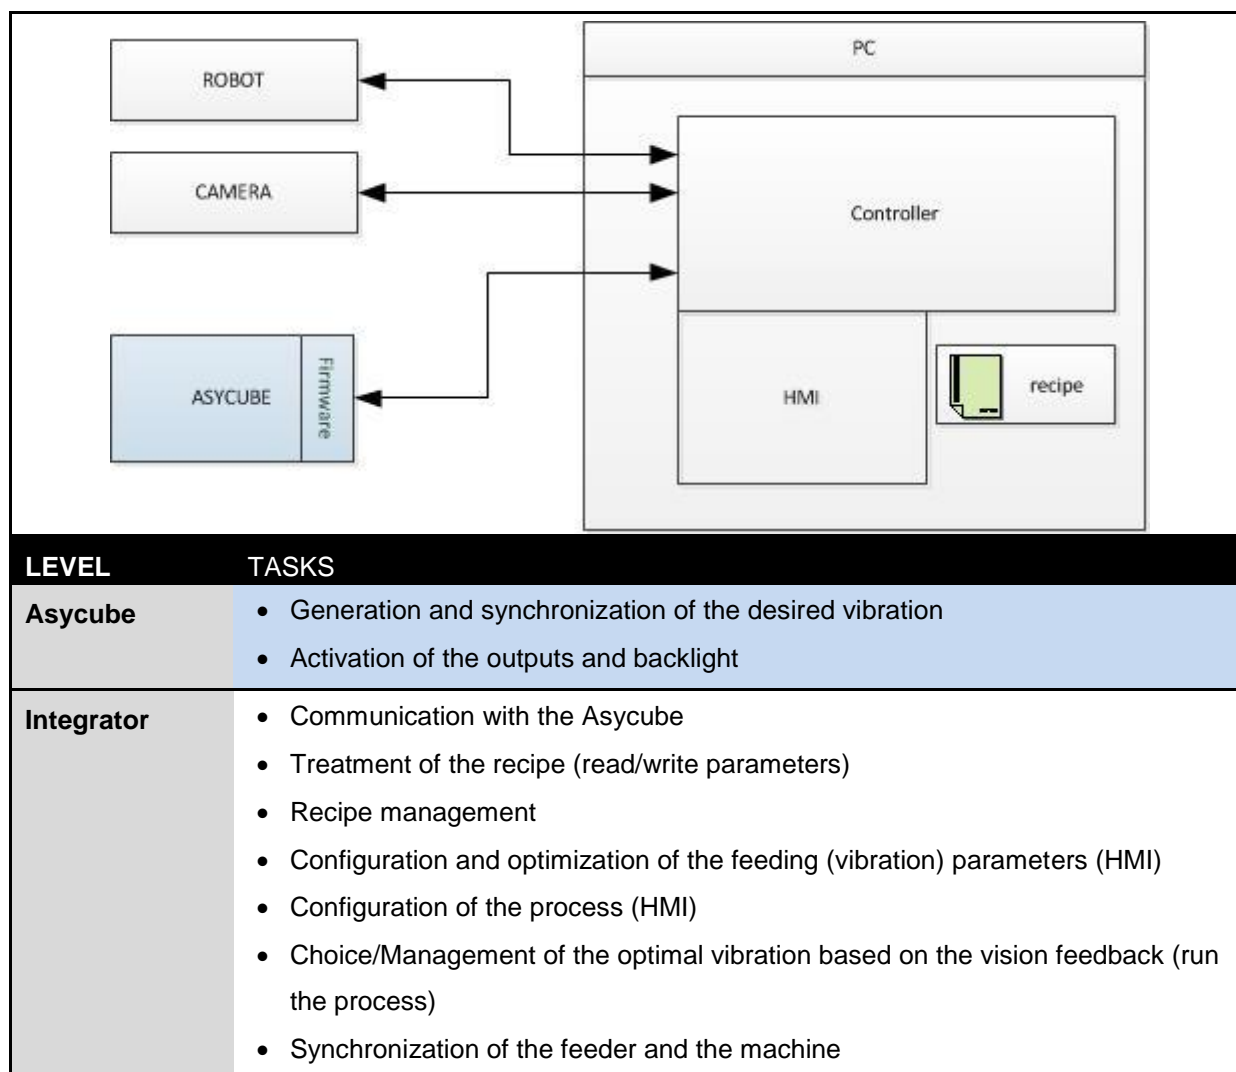 PC
ROBOT
CAMERA
Controller
ASYCUBE
Firmware
HMI
recipe
LEVEL TASKS
Asycube
• Generation and synchronization of the desired vibration
• Activation of the outputs and backlight
Integrator
• Communication with the Asycube
• Treatment of the recipe (read/write parameters)
• Recipe management
• Configuration and optimization of the feeding (vibration) parameters (HMI)
• Configuration of the process (HMI)
• Choice/Management of the optimal vibration based on the vision feedback (run
the process)
• Synchronization of the feeder and the machine